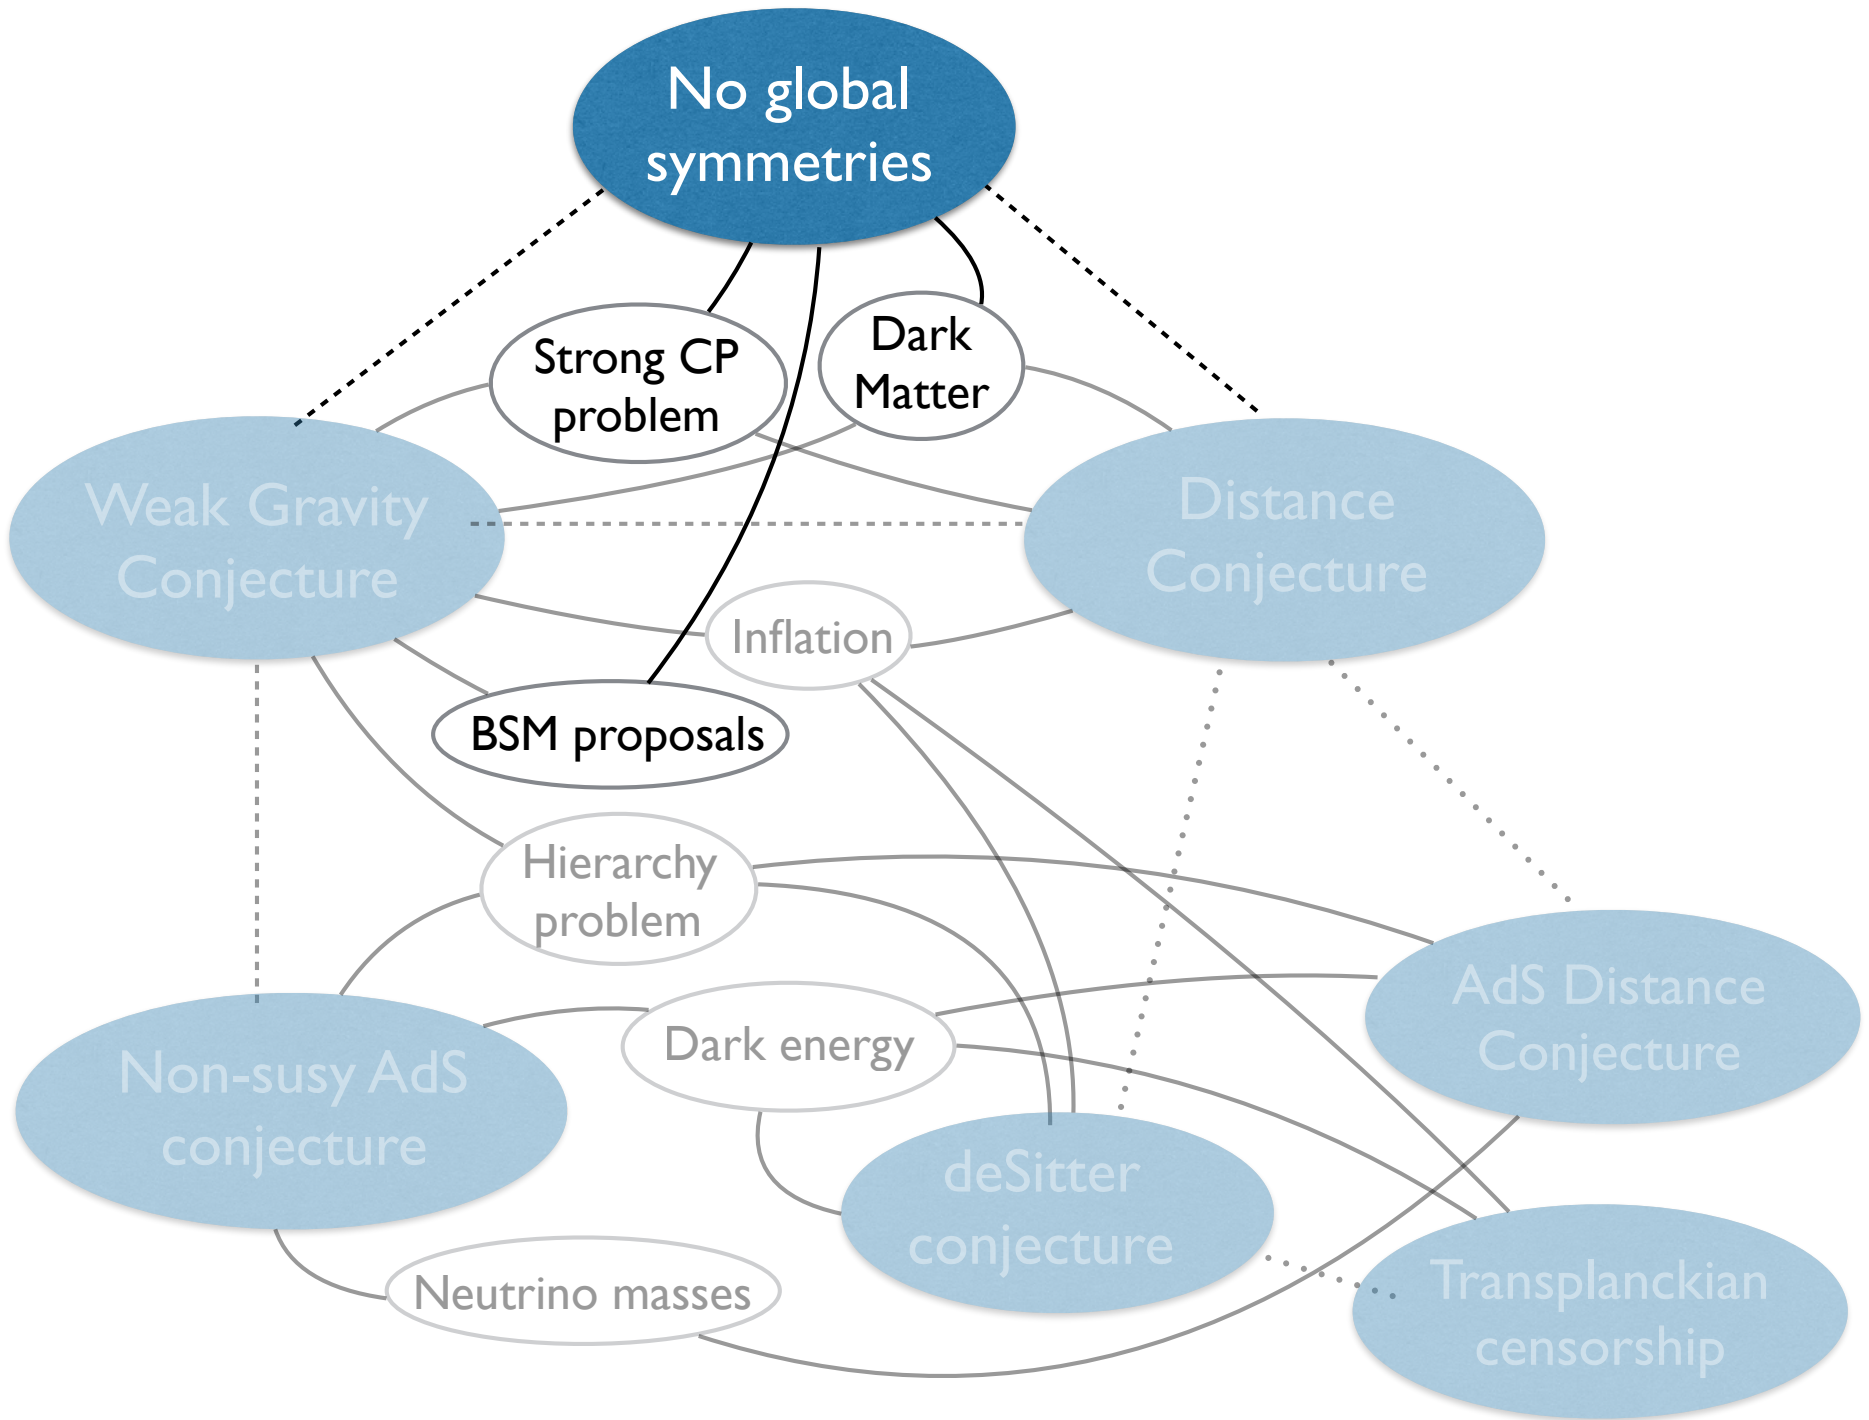 No global
symmetries
Strong CP
problem
Dark
Matter
Weak Gravity
Conjecture
Distance
Conjecture
Inflation
BSM proposals
Hierarchy
problem
AdS Distance
Conjecture
Dark energy
Non-susy AdS
conjecture
deSitter
conjecture
Neutrino masses
Transplanckian
censorship